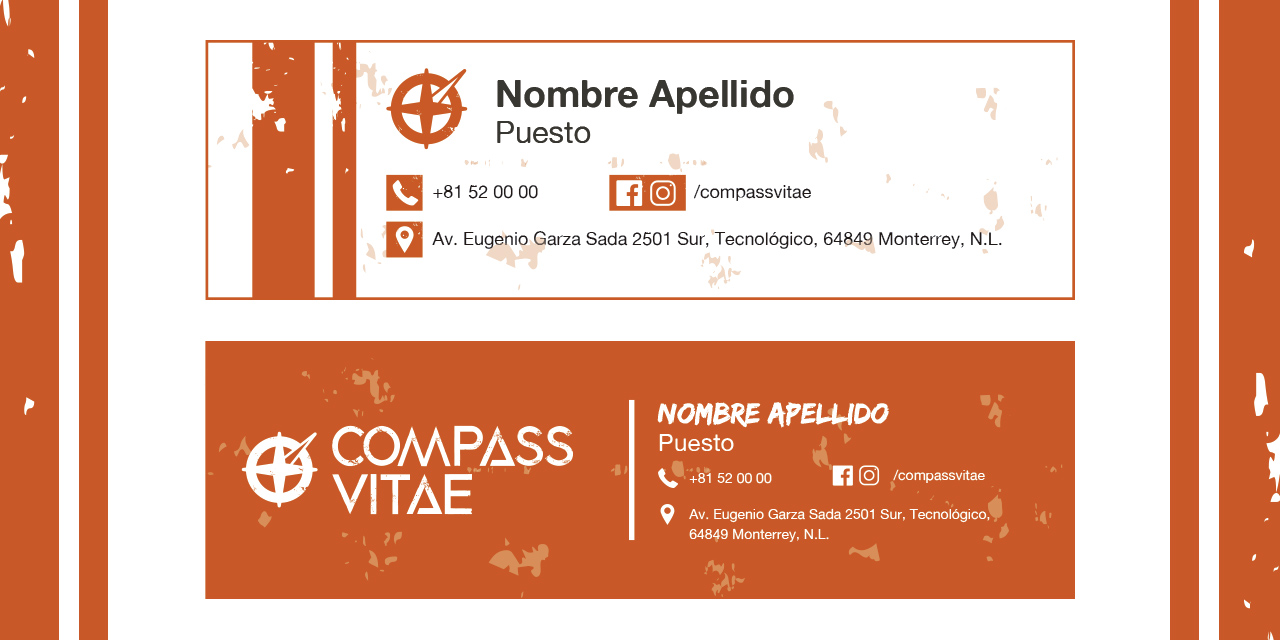 Nombre Apellido
Puesto
+81 52 00 00
/compassvitae
Av. Eugenio Garza Sada 2501 Sur, Tecnológico, 64849 Monterrey, N.L.
COMPASS
VITAE
NOMBRE APELLIDO
Puesto
+81 52 00 00
/compassvitae
Av. Eugenio Garza Sada 2501 Sur, Tecnológico,
64849 Monterrey, N.L.